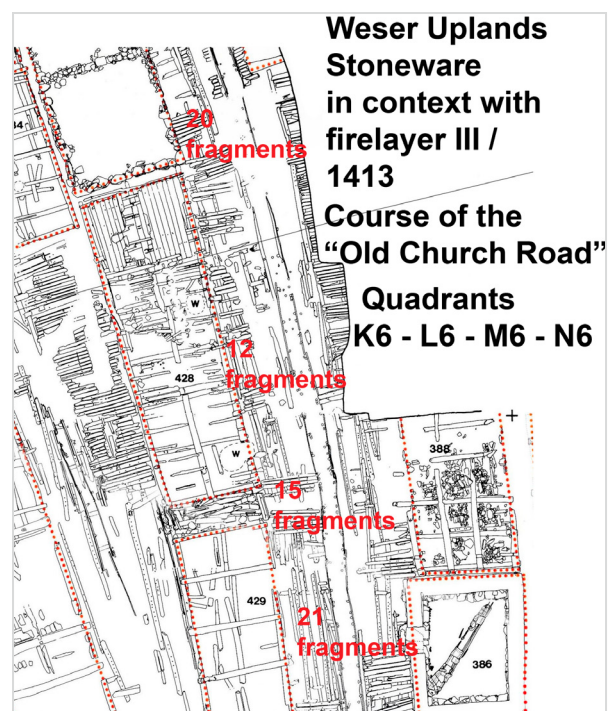 Weser Uplands
Stoneware
in context with
firelayer III /
1413
Course of the
“Old Church Road”
Quadrants
K6 - L6 - M6 - N6
20
fragments
W
12
fragments
428
388
W
15
fragments
429
21
fragments
386